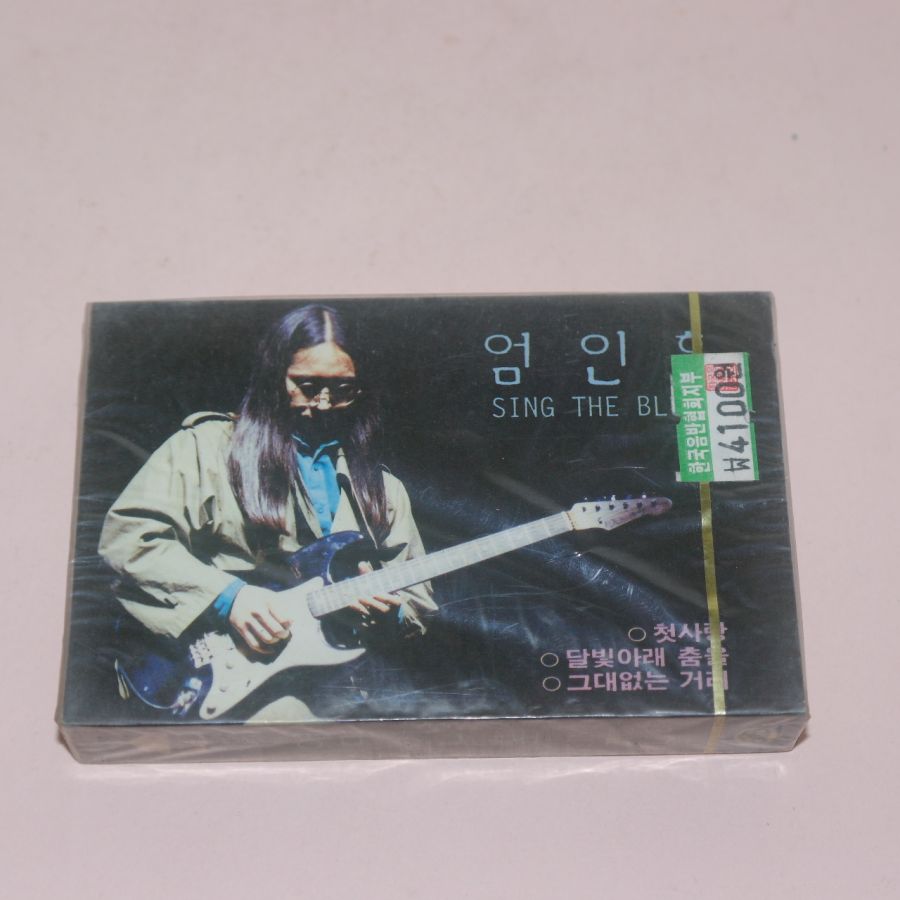 엄 인
SING THE
한국음반협회지부
₩4100
○ 첫사랑
○ 달빛아래 춤을
○ 그대없는 거리